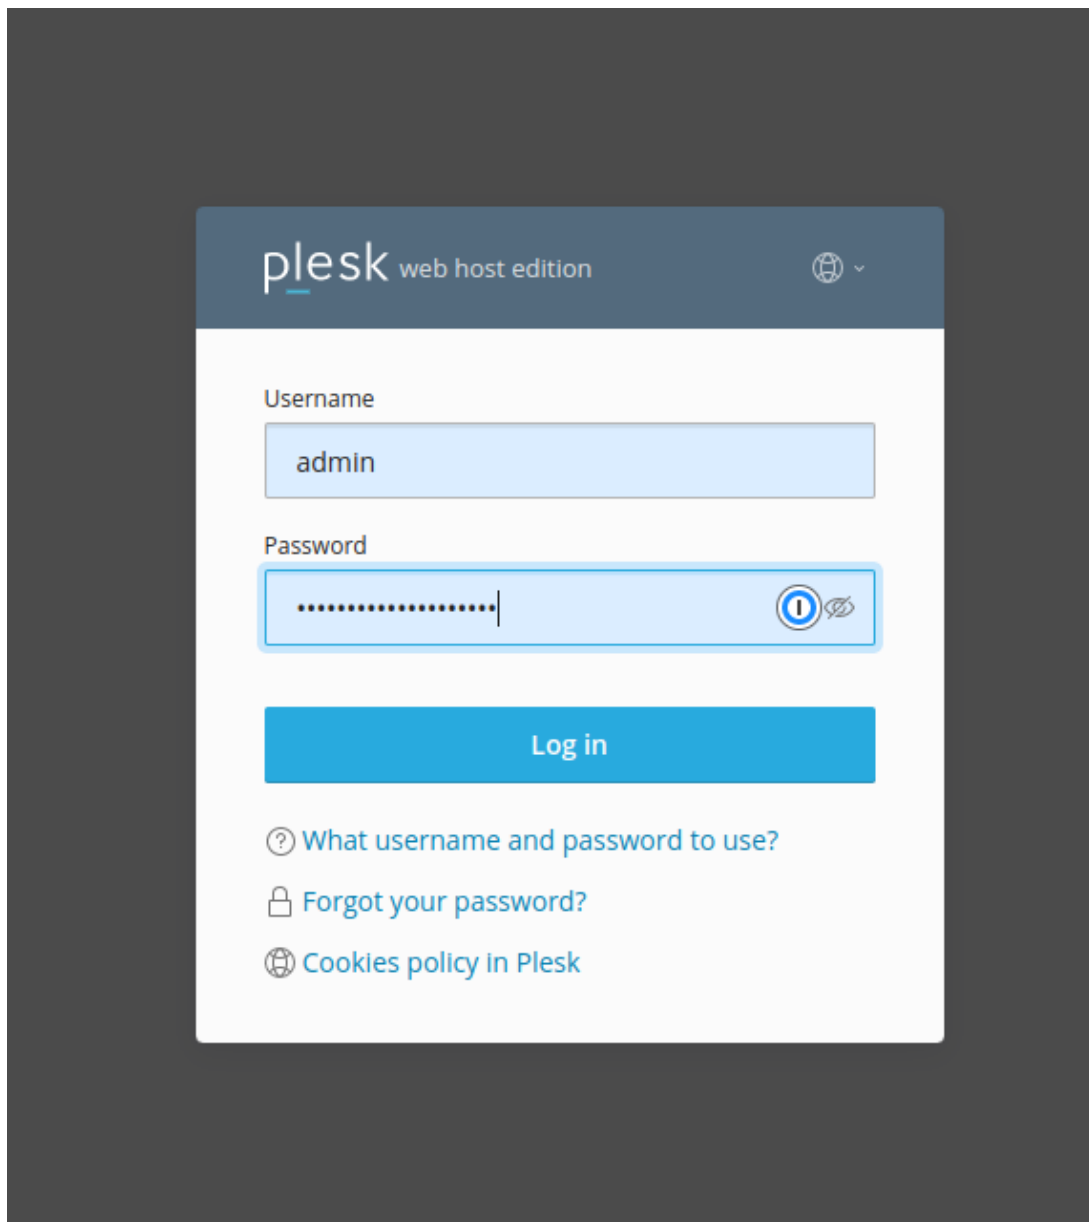 plesk web host edition
Username
admin
Password
••••••••••••••••••••
Log in
What username and password to use?
Forgot your password?
Cookies policy in Plesk